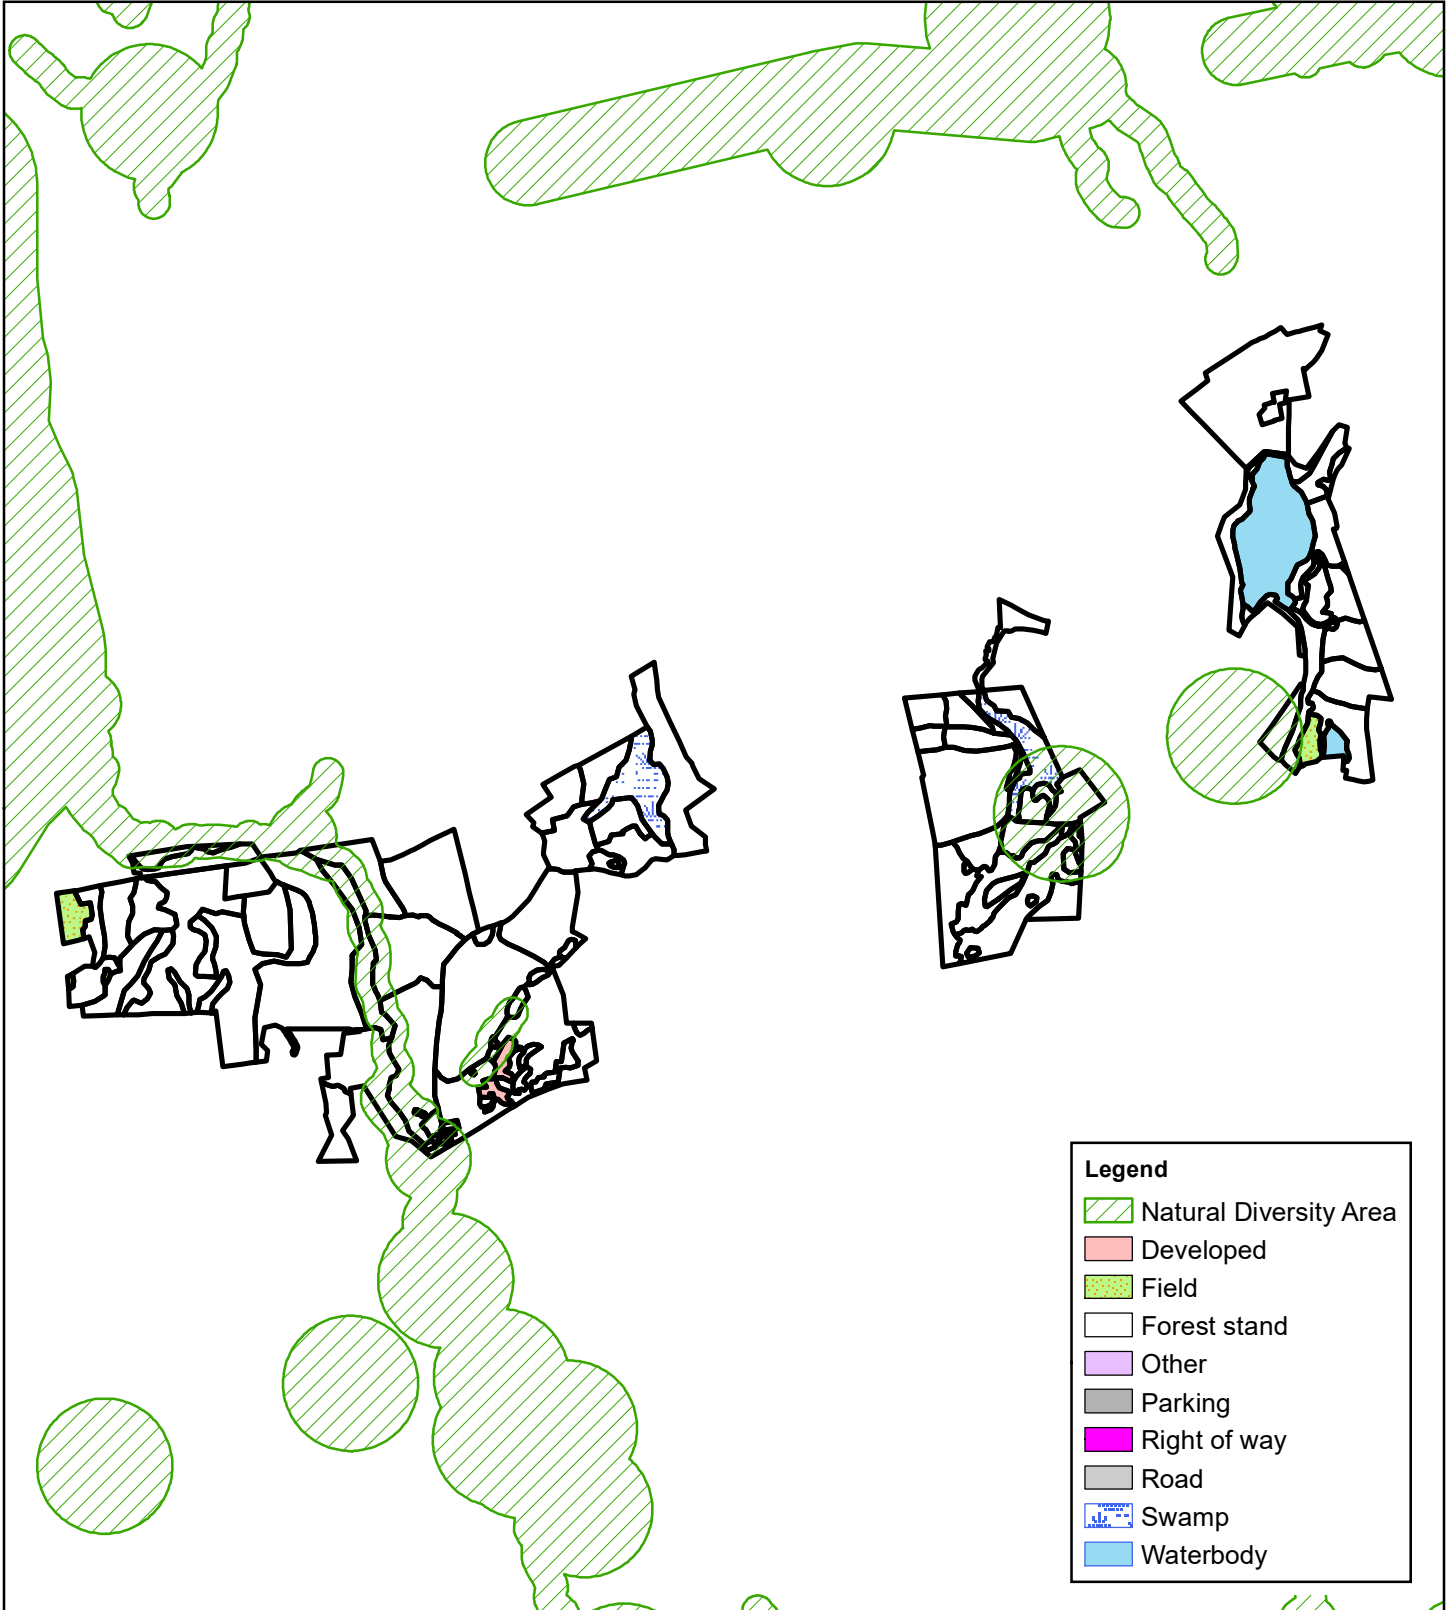 Legend
Natural Diversity Area
Developed
Field
Forest stand
Other
Parking
Right of way
Road
Swamp
Waterbody